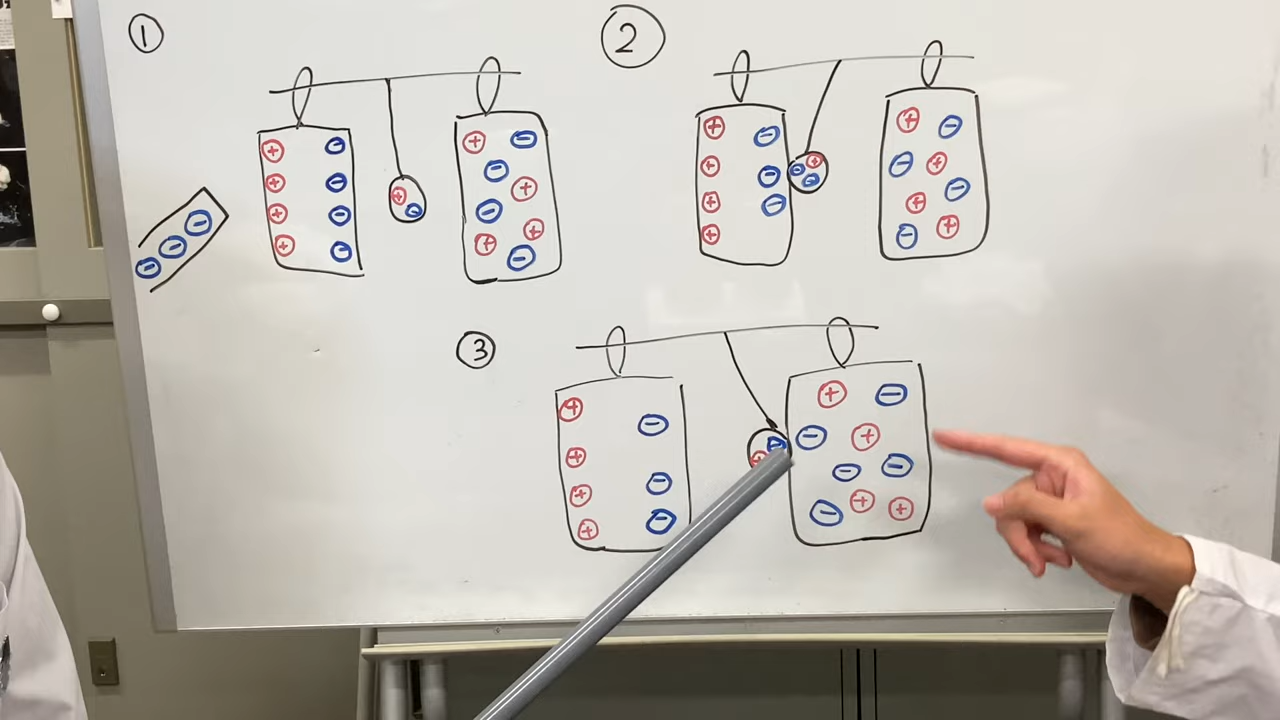 ①
②
③